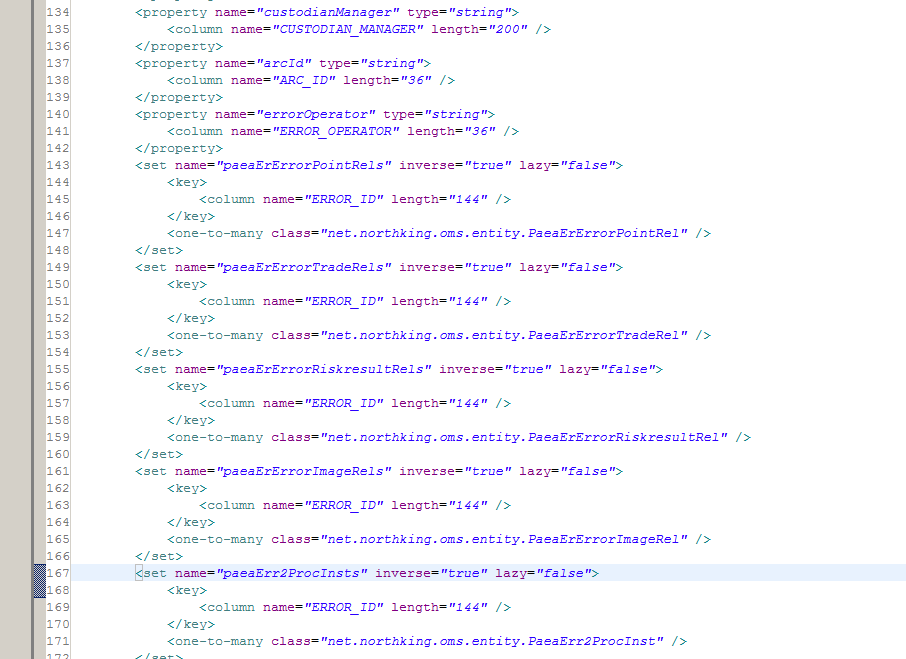 134 <property name="custodianManager" type="string">
135 <column name="CUSTODIAN_MANAGER" length="200" />
136 </property>
137 <property name="arcId" type="string">
138 <column name="ARC_ID" length="36" />
139 </property>
140 <property name="errorOperator" type="string">
141 <column name="ERROR_OPERATOR" length="36" />
142 </property>
143 <set name="paeaErErrorPointRels" inverse="true" lazy="false">
144 <key>
145 <column name="ERROR_ID" length="144" />
146 </key>
147 <one-to-many class="net.northking.oms.entity.PaeaErErrorPointRel" />
148 </set>
149 <set name="paeaErErrorTradeRels" inverse="true" lazy="false">
150 <key>
151 <column name="ERROR_ID" length="144" />
152 </key>
153 <one-to-many class="net.northking.oms.entity.PaeaErErrorTradeRel" />
154 </set>
155 <set name="paeaErErrorRiskresultRels" inverse="true" lazy="false">
156 <key>
157 <column name="ERROR_ID" length="144" />
158 </key>
159 <one-to-many class="net.northking.oms.entity.PaeaErErrorRiskresultRel" />
160 </set>
161 <set name="paeaErErrorImageRels" inverse="true" lazy="false">
162 <key>
163 <column name="ERROR_ID" length="144" />
164 </key>
165 <one-to-many class="net.northking.oms.entity.PaeaErErrorImageRel" />
166 </set>
167 <set name="paeaErr2ProcInsts" inverse="true" lazy="false">
168 <key>
169 <column name="ERROR_ID" length="144" />
170 </key>
171 <one-to-many class="net.northking.oms.entity.PaeaErr2ProcInst" />
172 </set>